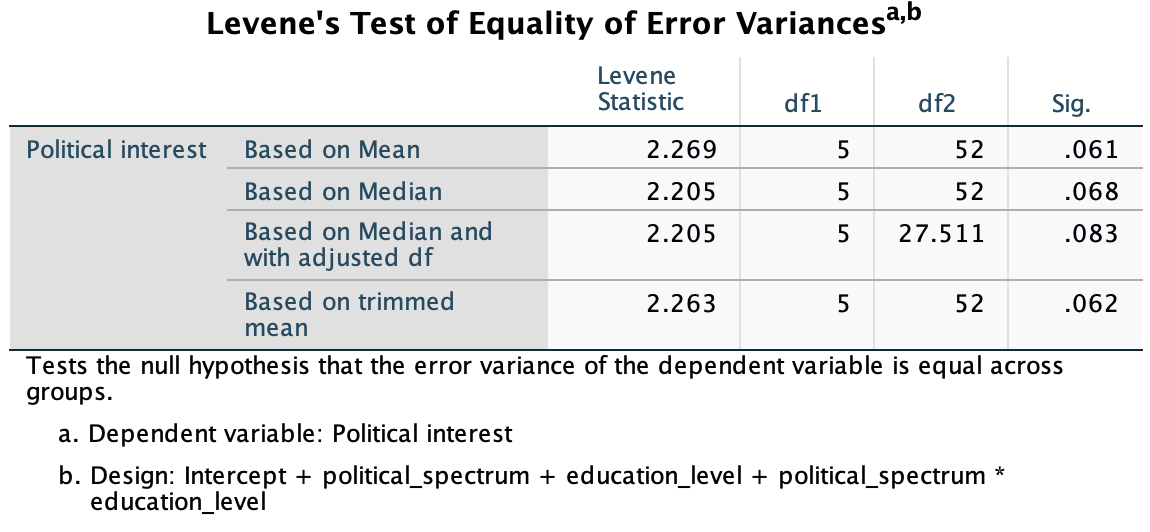 Levene's Test of Equality of Error Variancesa,b
Levene
Statistic df1 df2 Sig.
Political interest Based on Mean 2.269 5 52 .061
Based on Median 2.205 5 52 .068
Based on Median and
with adjusted df 2.205 5 27.511 .083
Based on trimmed
mean 2.263 5 52 .062
Tests the null hypothesis that the error variance of the dependent variable is equal across
groups.
a. Dependent variable: Political interest
b. Design: Intercept + political_spectrum + education_level + political_spectrum *
education_level